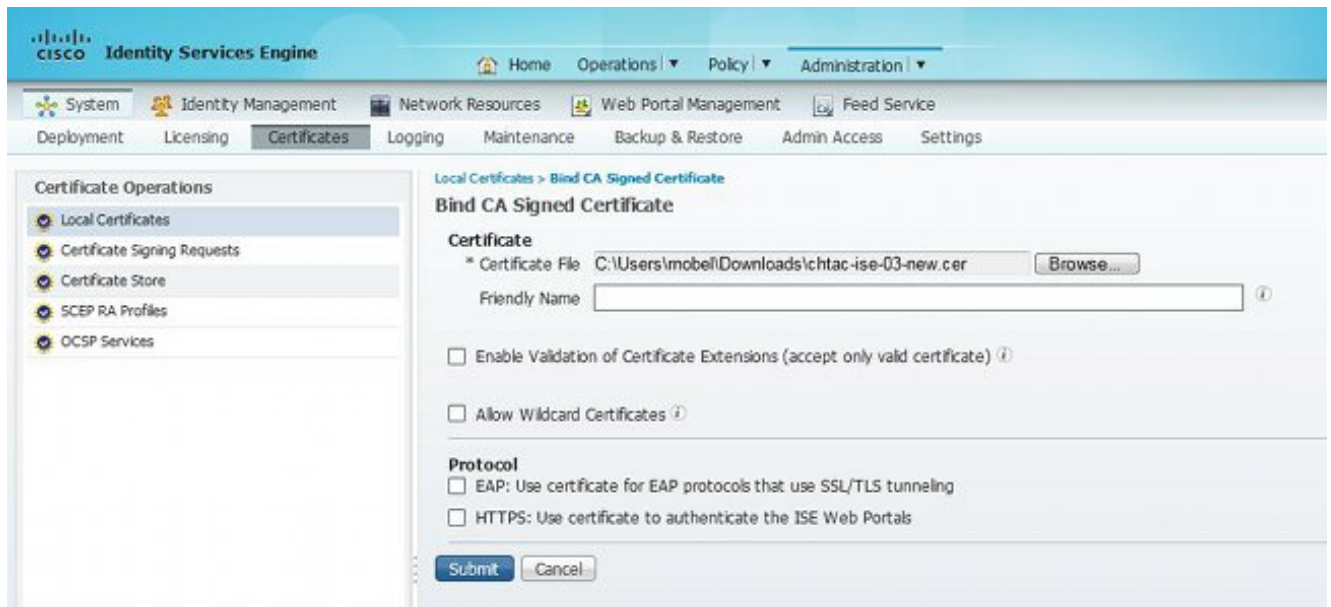 CISCO Identity Services Engine
Home Operations ▼ Policy ▼ Administration ▼
System Identity Management Network Resources Web Portal Management Feed Service
Deployment Licensing Certificates Logging Maintenance Backup & Restore Admin Access Settings
Certificate Operations
Local Certificates
Certificate Signing Requests
Certificate Store
SCEP RA Profiles
OCSP Services
Local Certificates > Bind CA Signed Certificate
Bind CA Signed Certificate
Certificate
* Certificate File C:\Users\mobel\Downloads\chtac-ise-03-new.cer Browse...
Friendly Name
Enable Validation of Certificate Extensions (accept only valid certificate)
Allow Wildcard Certificates
Protocol
EAP: Use certificate for EAP protocols that use SSL/TLS tunneling
HTTPS: Use certificate to authenticate the ISE Web Portals
Submit Cancel